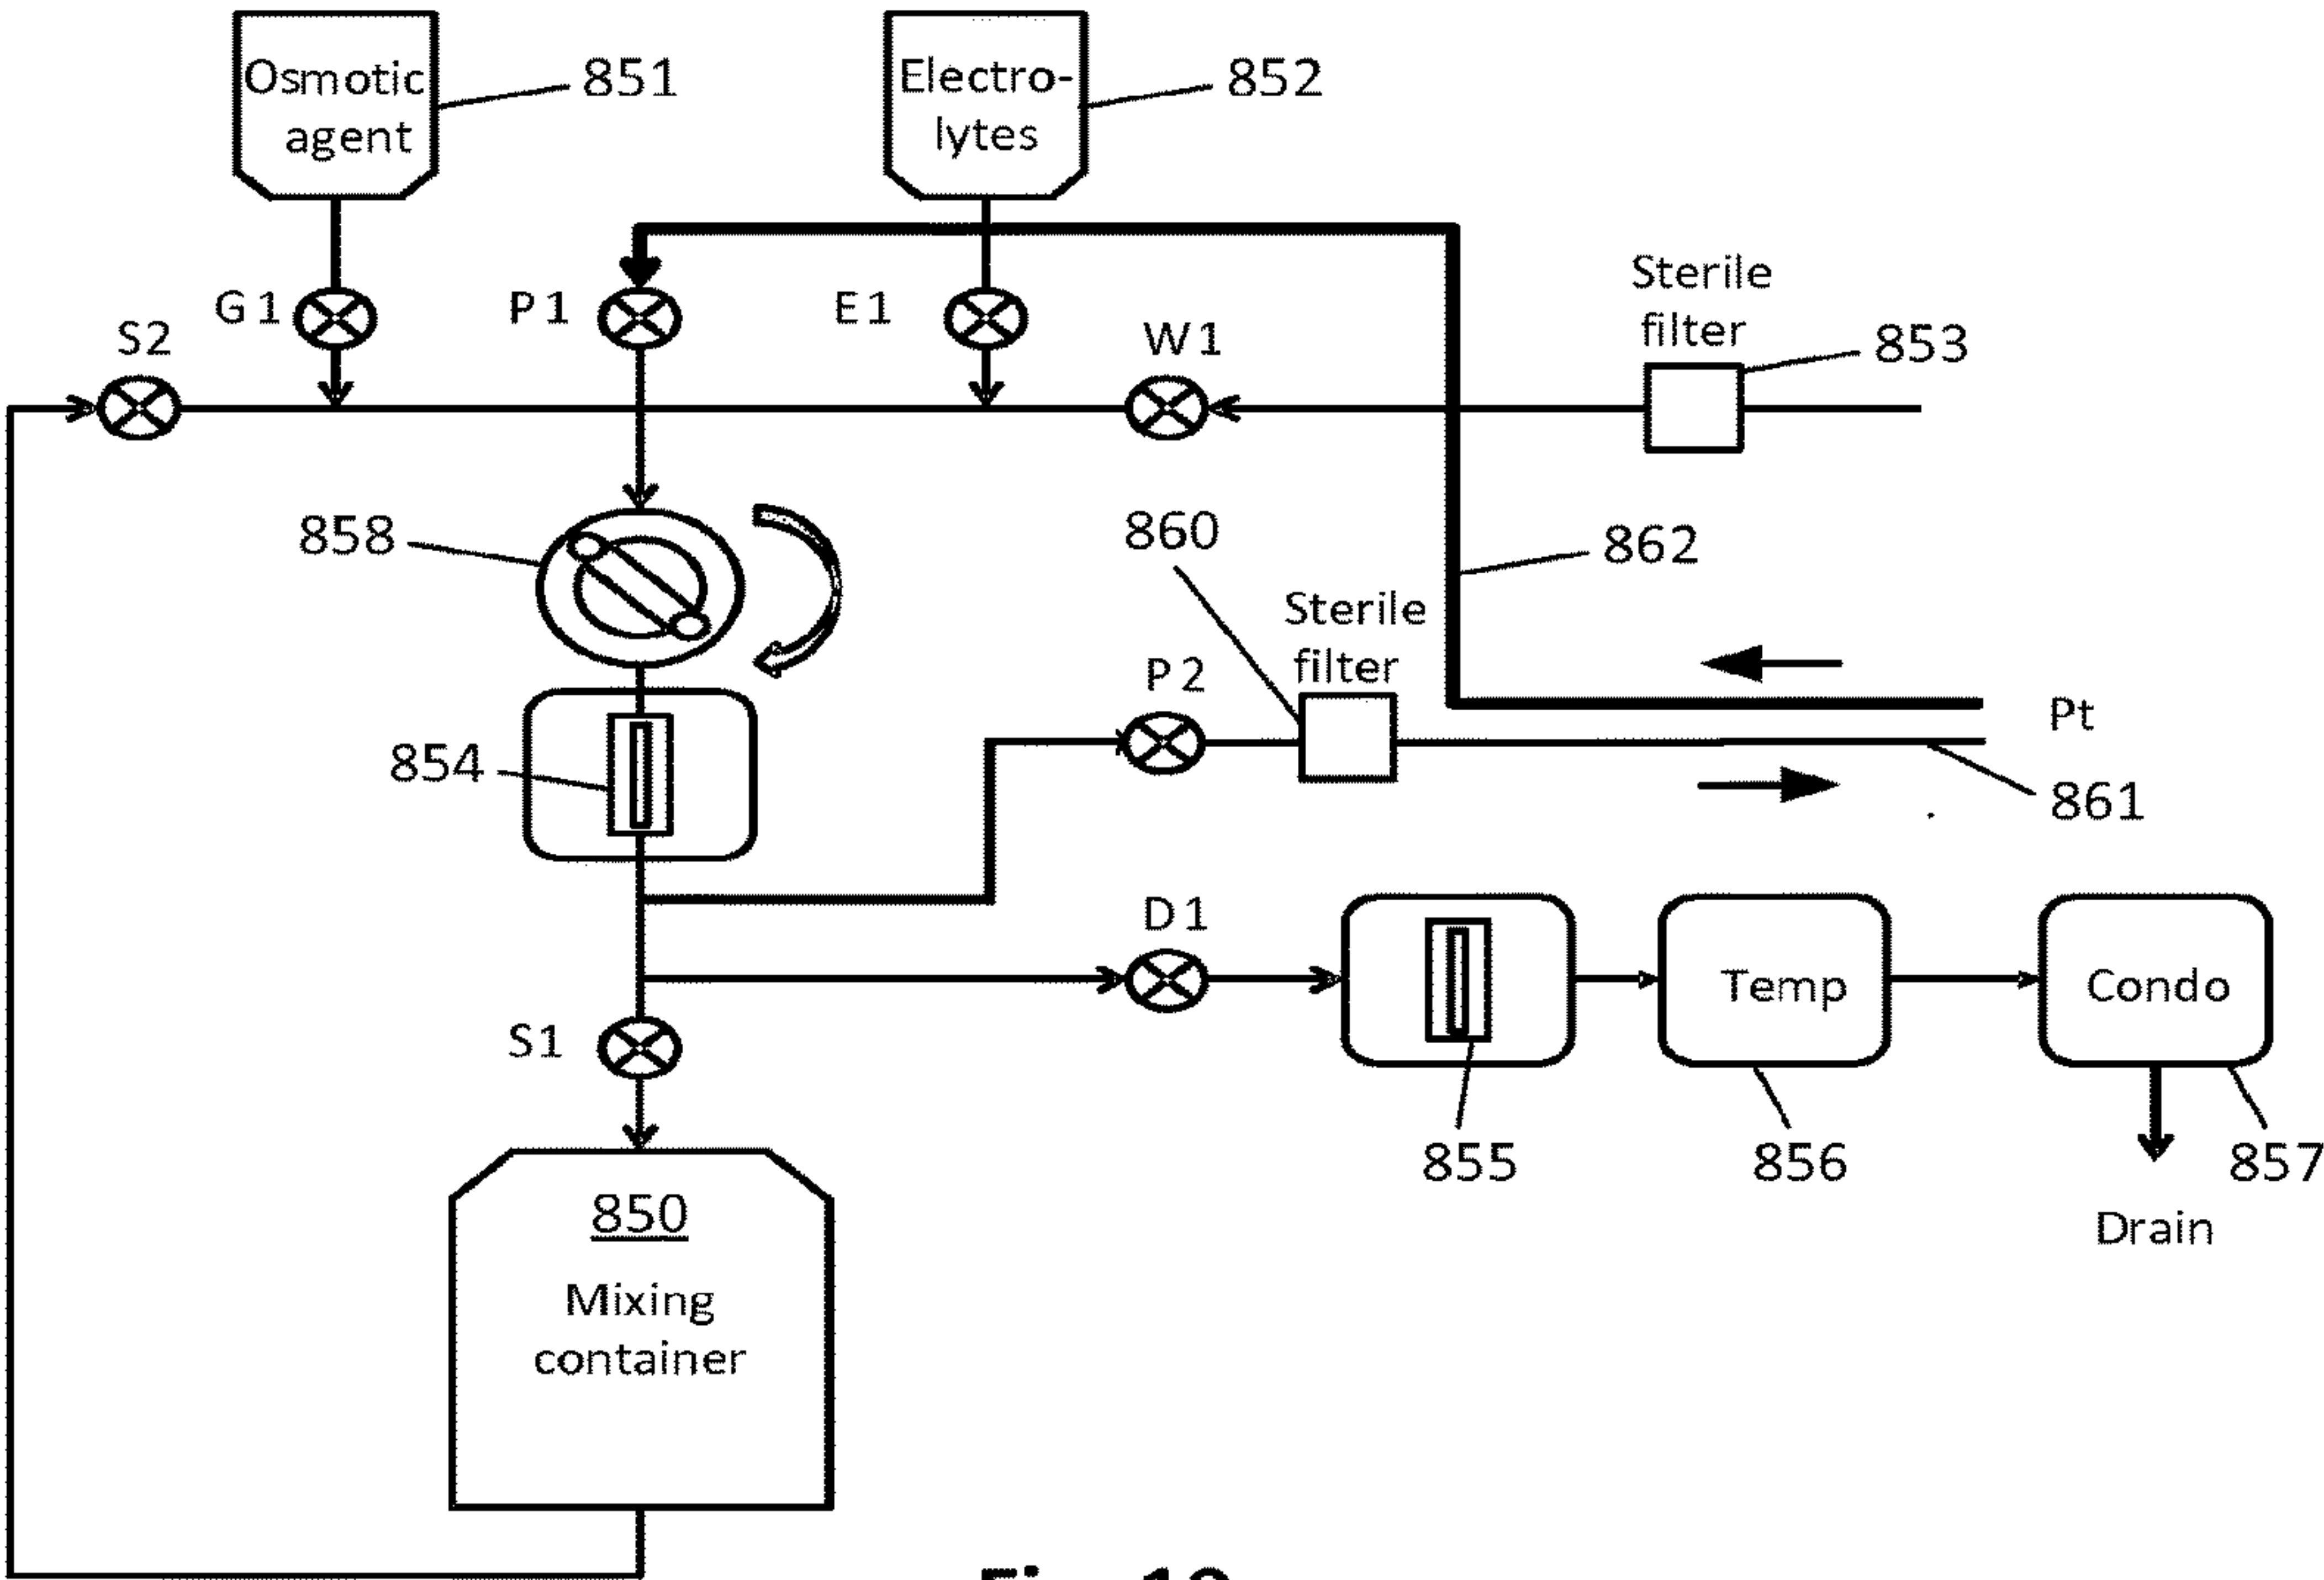 Osmotic
agent
851
Electro-
lytes
852
G1
P1
E1
S2
W1
Sterile
filter
853
858
860
862
Sterile
filter
P2
Pt
854
861
D1
S1
Temp
Condo
855
856
857
850
Drain
Mixing
container